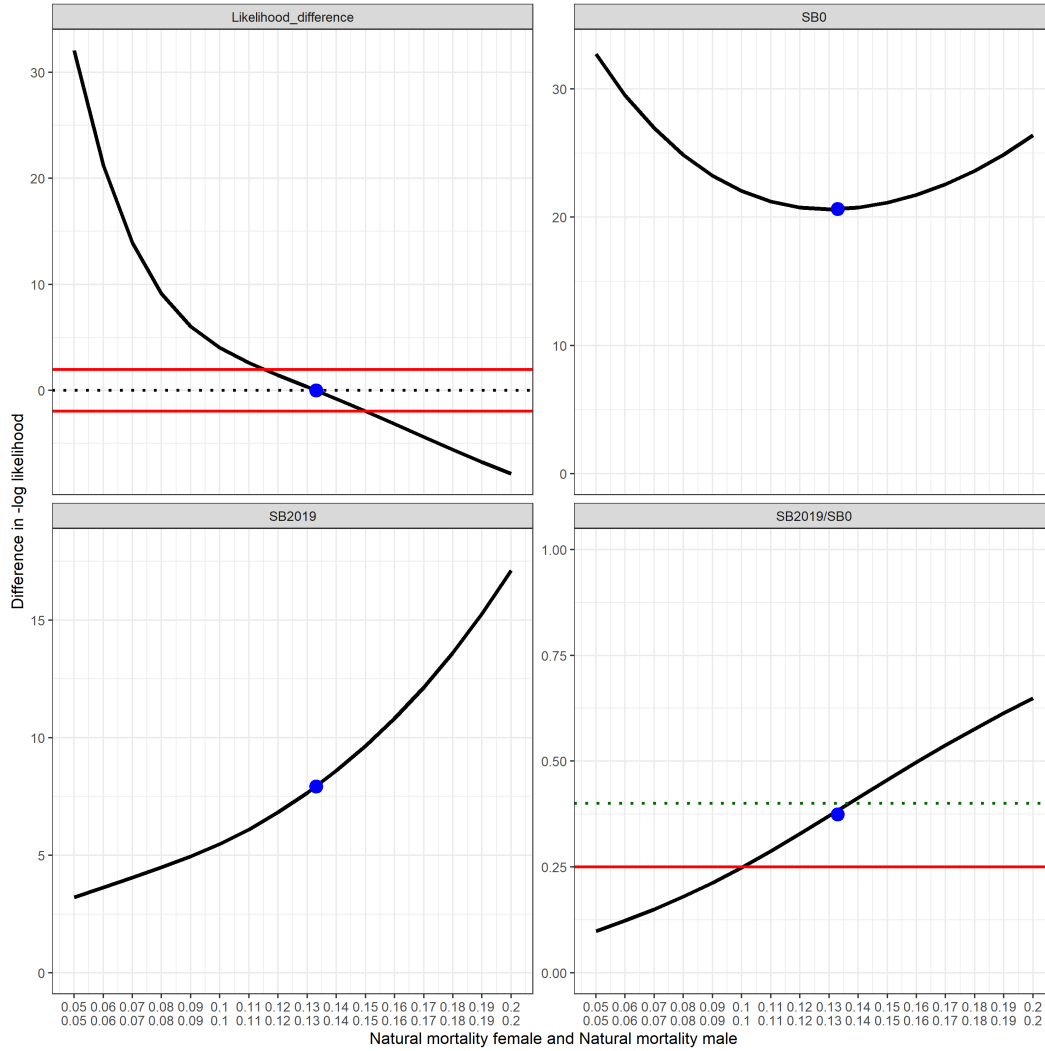 Likelihood_difference
SB0
30
20
10
0
30
20
10
0
SB2019
SB2019/SB0
15
10
5
0
1.00
0.75
0.50
0.25
0.00
0.05 0.06 0.07 0.08 0.09 0.1 0.11 0.12 0.13 0.14 0.15 0.16 0.17 0.18 0.19 0.2
0.05 0.06 0.07 0.08 0.09 0.1 0.11 0.12 0.13 0.14 0.15 0.16 0.17 0.18 0.19 0.2
0.05 0.06 0.07 0.08 0.09 0.1 0.11 0.12 0.13 0.14 0.15 0.16 0.17 0.18 0.19 0.2
0.05 0.06 0.07 0.08 0.09 0.1 0.11 0.12 0.13 0.14 0.15 0.16 0.17 0.18 0.19 0.2
Natural mortality female and Natural mortality male
Difference in -log likelihood